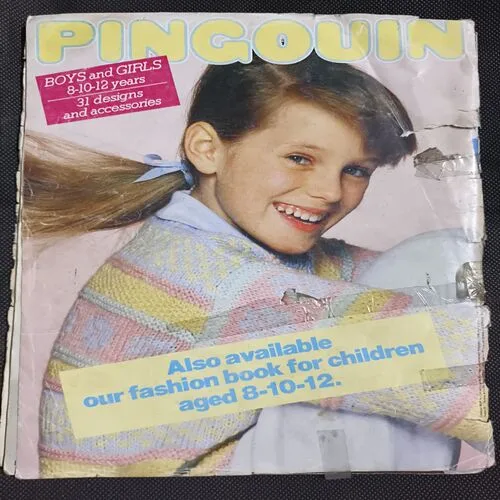 PINGOUIN
BOYS and GIRLS
8-10-12 years
31 designs
and accessories
Also available
our fashion book for children
aged 8-10-12.